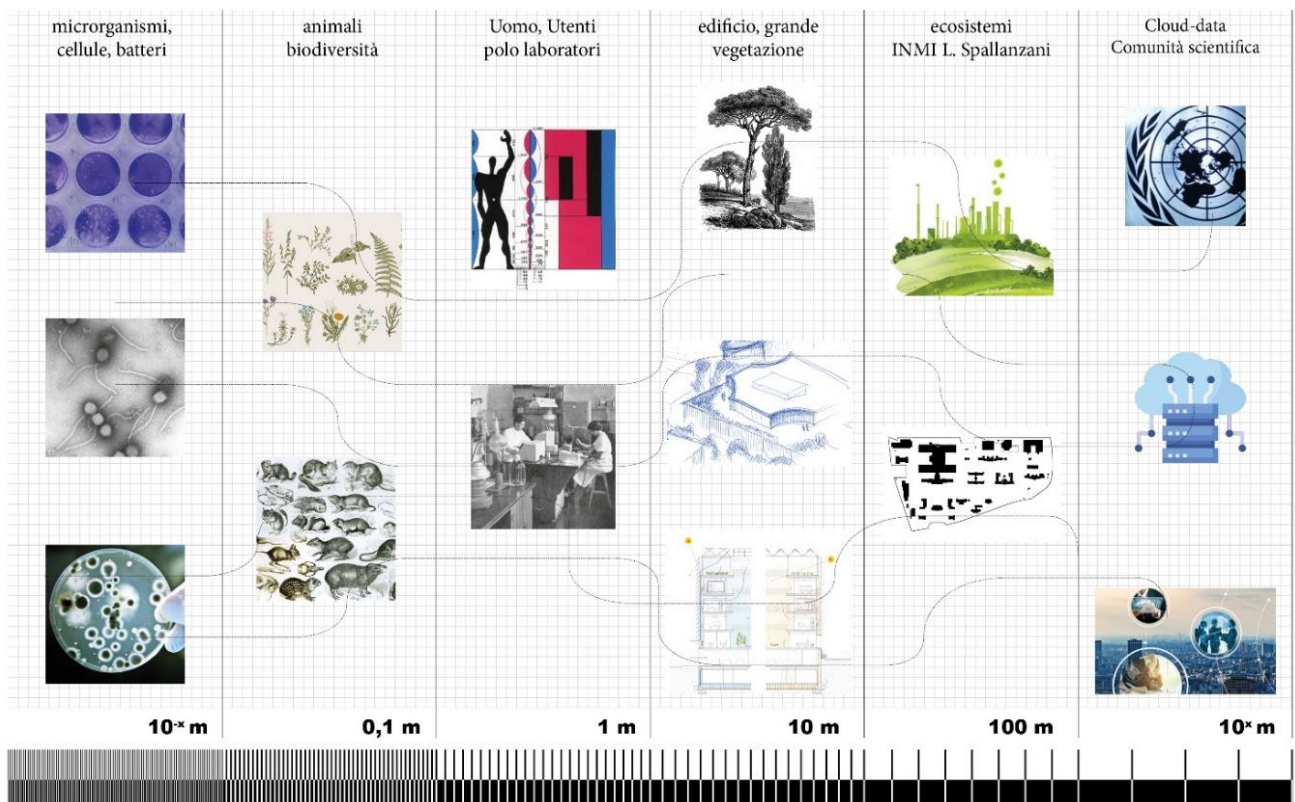 microrganismi,
cellule, batteri
animali
biodiversità
Uomo, Utenti
polo laboratori
edificio, grande
vegetazione
ecosistemi
INMI L. Spallanzani
Cloud-data
Comunità scientifica
10⁻ˣ m
0,1 m
1 m
10 m
100 m
10ˣ m